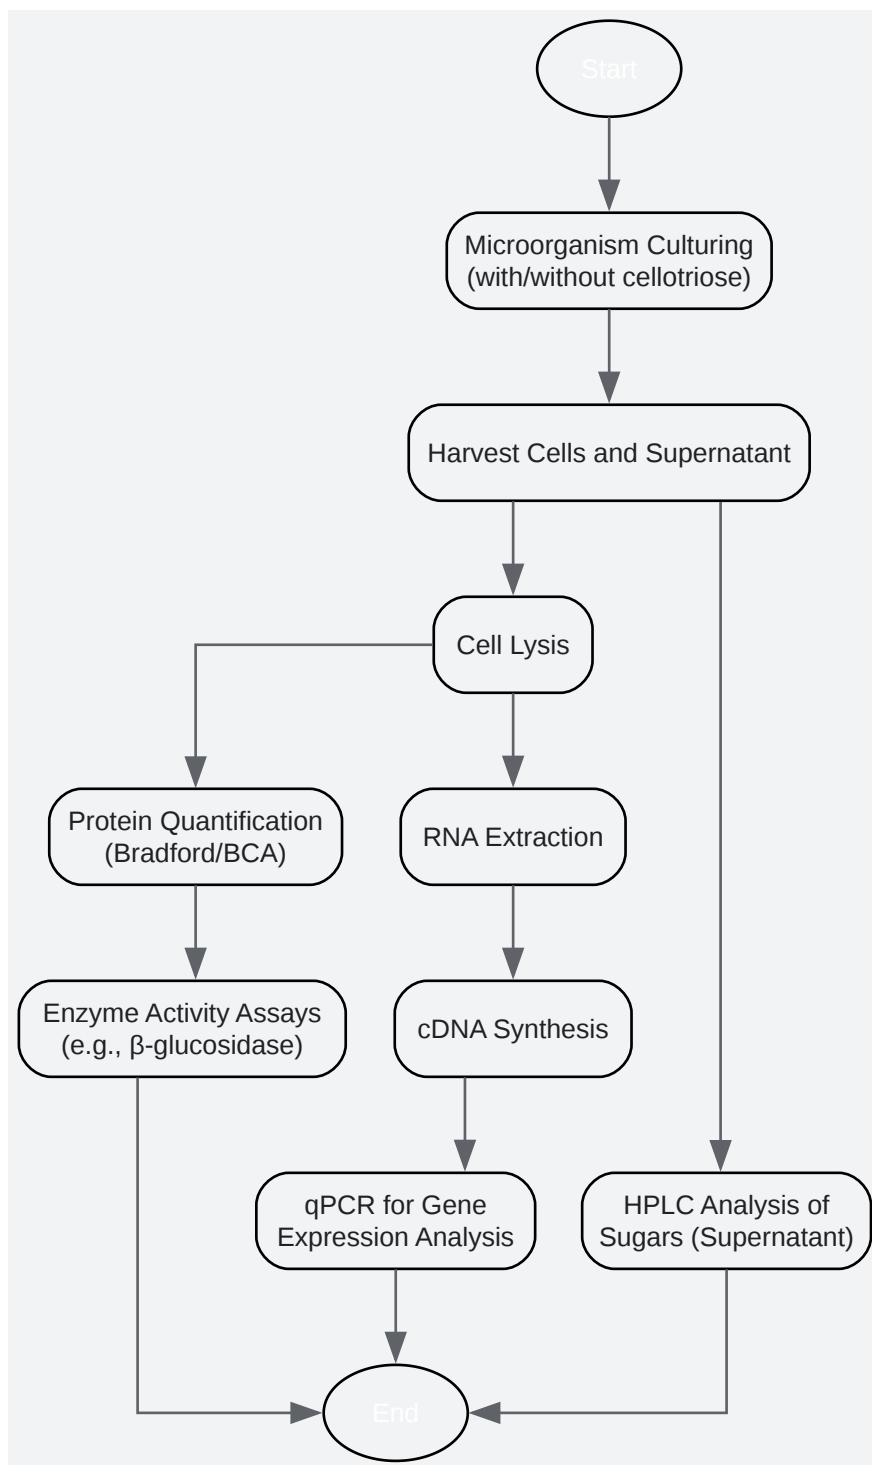 Start
Microorganism Culturing
(with/without cellotriose)
Harvest Cells and Supernatant
Cell Lysis
Protein Quantification
(Bradford/BCA)
RNA Extraction
Enzyme Activity Assays
(e.g., β-glucosidase)
cDNA Synthesis
qPCR for Gene
Expression Analysis
HPLC Analysis of
Sugars (Supernatant)
End